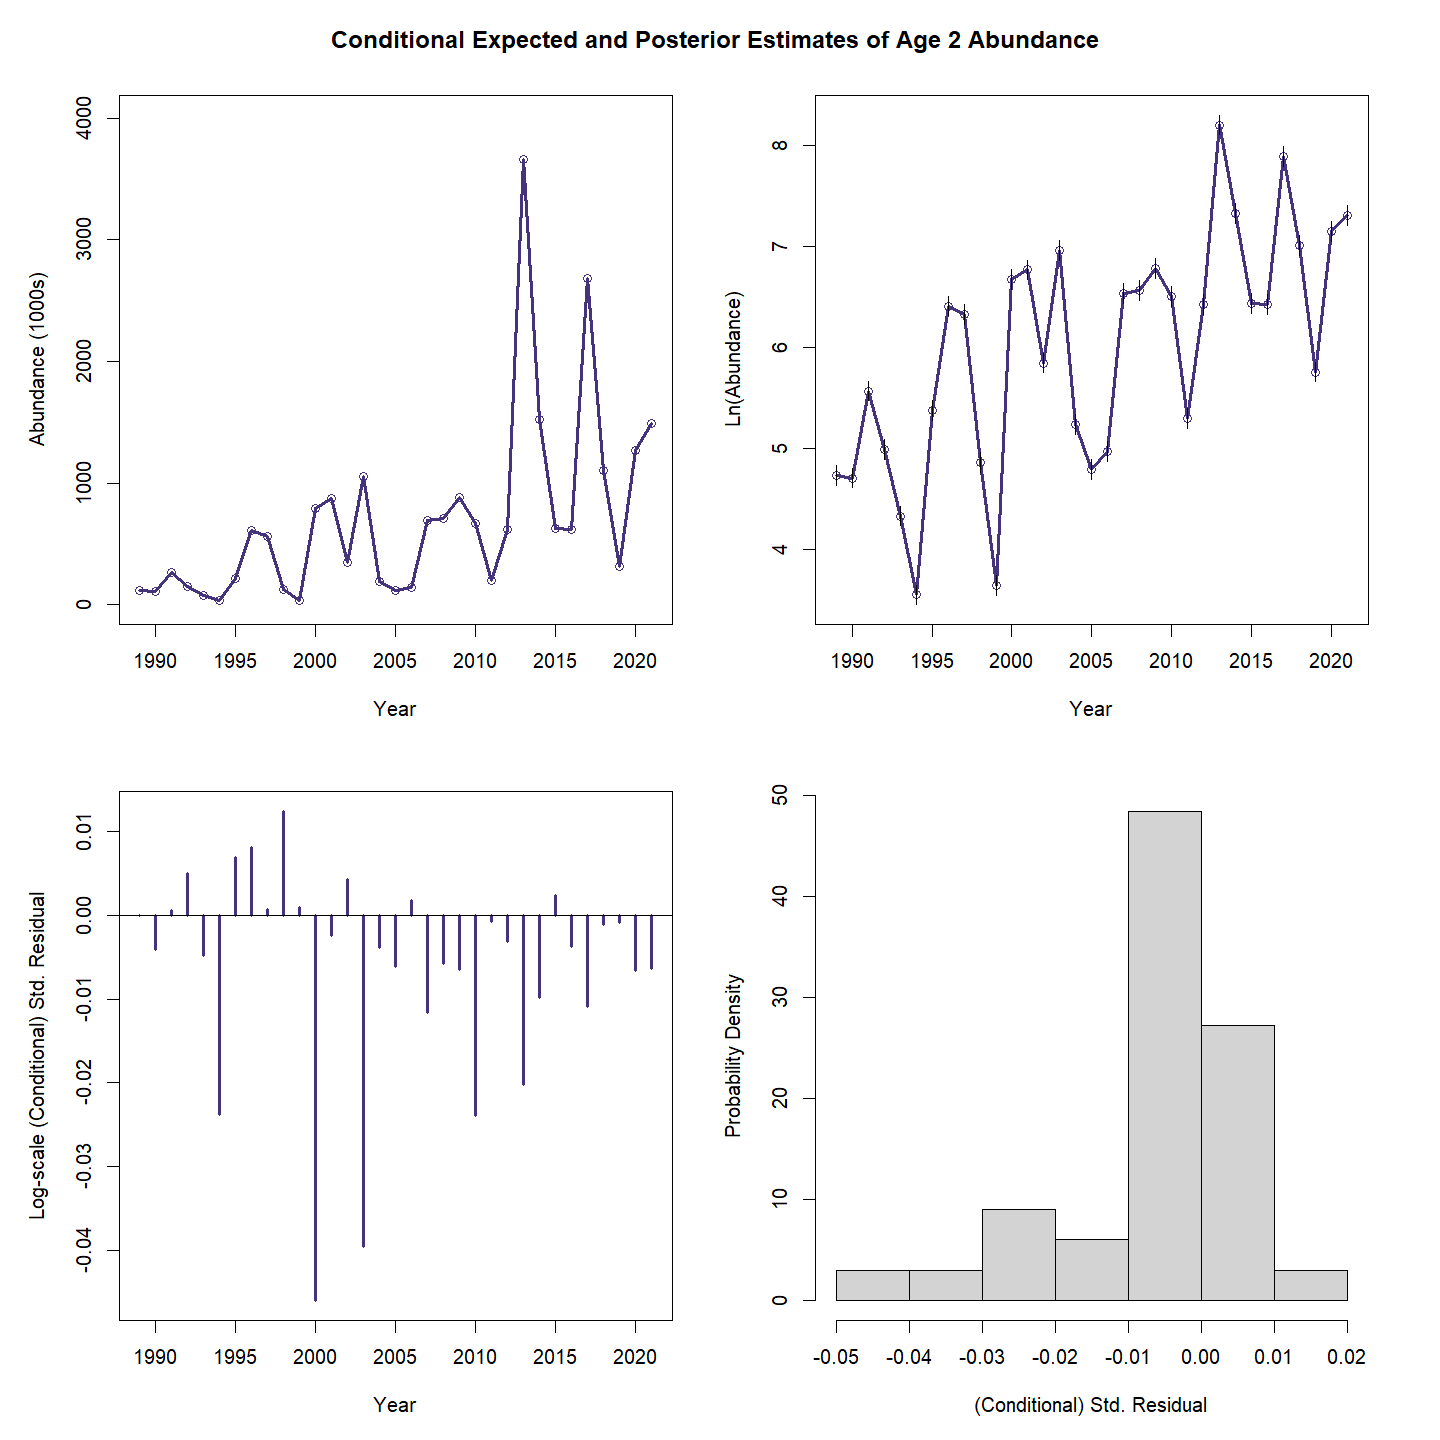 Conditional Expected and Posterior Estimates of Age 2 Abundance
Abundance (1000s)
4000
3000
2000
1000
0
1990 1995 2000 2005 2010 2015 2020
Year
Ln(Abundance)
8
7
6
5
4
1990 1995 2000 2005 2010 2015 2020
Year
Log-scale (Conditional) Std. Residual
0.01
0.00
-0.01
-0.02
-0.03
-0.04
1990 1995 2000 2005 2010 2015 2020
Year
Probability Density
50
40
30
20
10
0
-0.05 -0.04 -0.03 -0.02 -0.01 0.00 0.01 0.02
(Conditional) Std. Residual